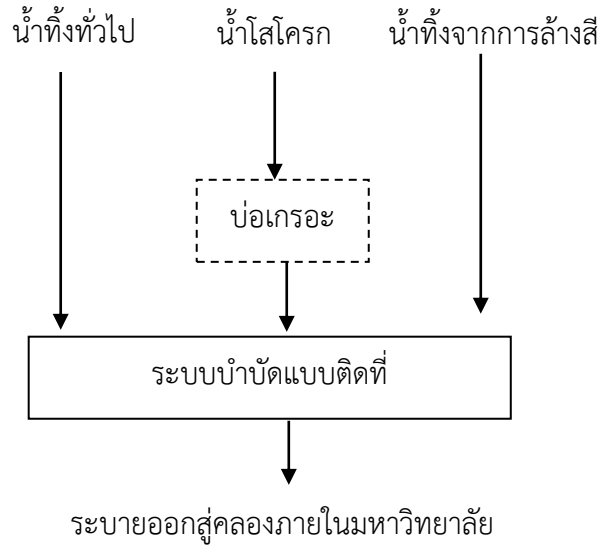 น้ำทิ้งทั่วไป น้ำโสโครก น้ำทิ้งจากการล้างสี
บ่อเกรอะ
ระบบบำบัดแบบติดที่
ระบายออกสู่คลองภายในมหาวิทยาลัย